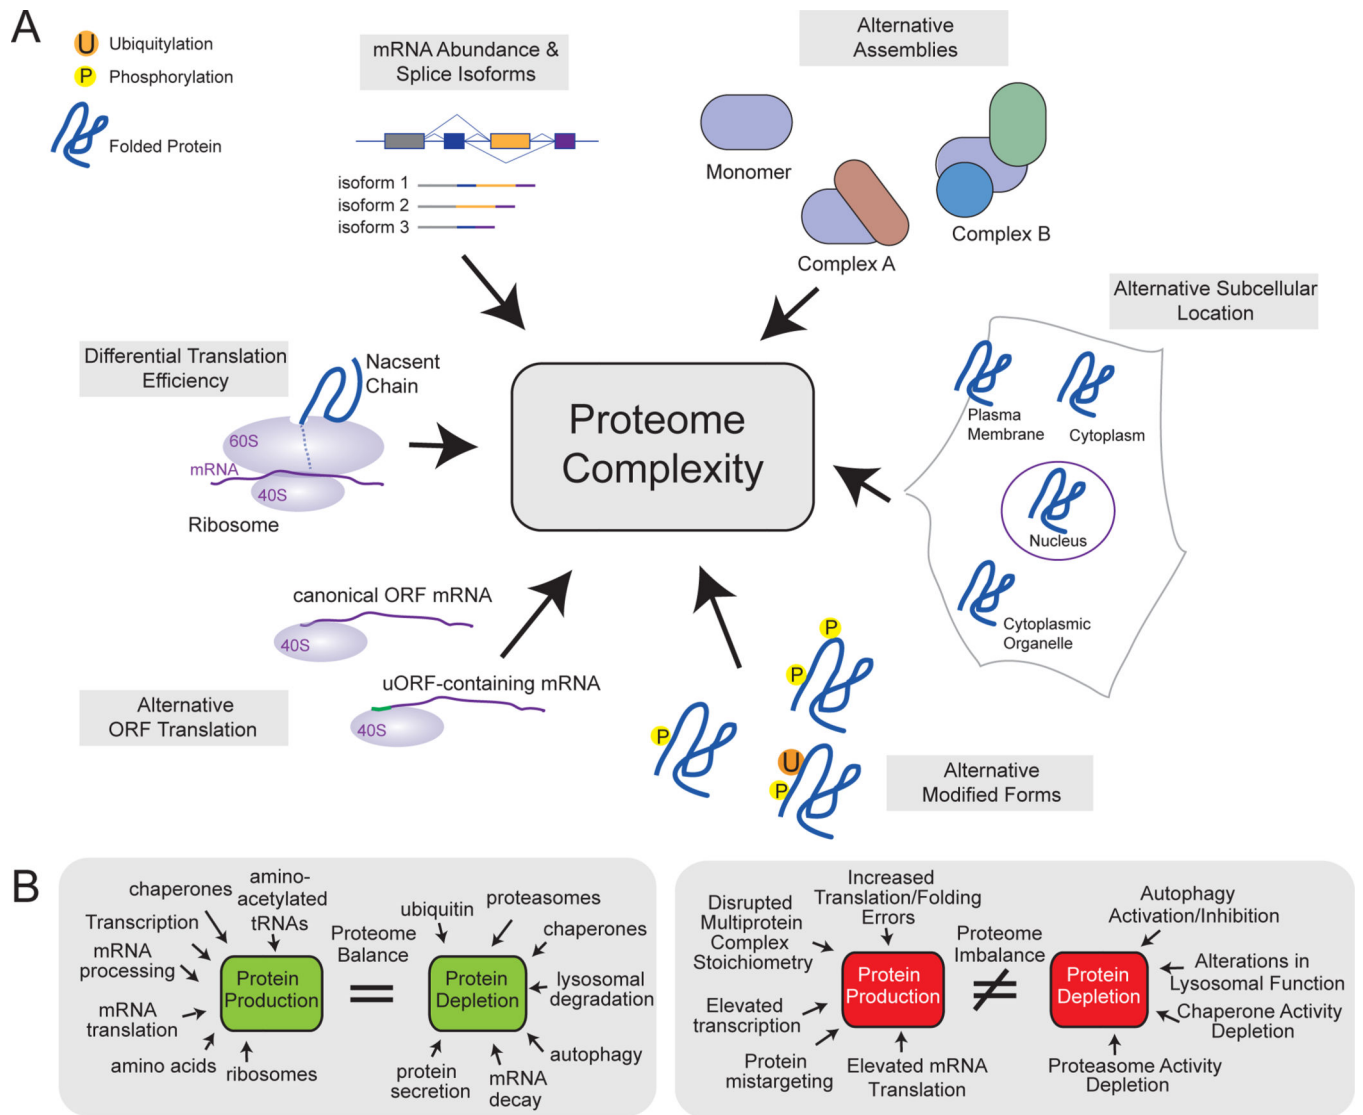 A
U Ubiquitylation
P Phosphorylation
Folded Protein
mRNA Abundance &
Splice Isoforms
isoform 1
isoform 2
isoform 3
Alternative
Assemblies
Monomer
Complex A
Complex B
Alternative Subcellular
Location
Plasma
Membrane
Cytoplasm
Nucleus
Cytoplasmic
Organelle
Differential Translation
Efficiency
Nacsent
Chain
60S
mRNA
40S
Ribosome
Proteome
Complexity
canonical ORF mRNA
40S
uORF-containing mRNA
40S
Alternative
ORF Translation
P
P
P
U
P
Alternative
Modified Forms
B
chaperones
amino-
acetylated
tRNAs
Transcription
mRNA
processing
mRNA
translation
amino acids
ribosomes
Protein
Production
Proteome
Balance
=
ubiquitin
proteasomes
chaperones
lysosomal
degradation
autophagy
mRNA
decay
protein
secretion
Protein
Depletion
Disrupted
Multiprotein
Complex
Stoichiometry
Increased
Translation/Folding
Errors
Elevated
transcription
Protein
mistargeting
Elevated mRNA
Translation
Protein
Production
Proteome
Imbalance
≠
Protein
Depletion
Autophagy
Activation/Inhibition
Alterations in
Lysosomal Function
Chaperone Activity
Depletion
Proteasome Activity
Depletion